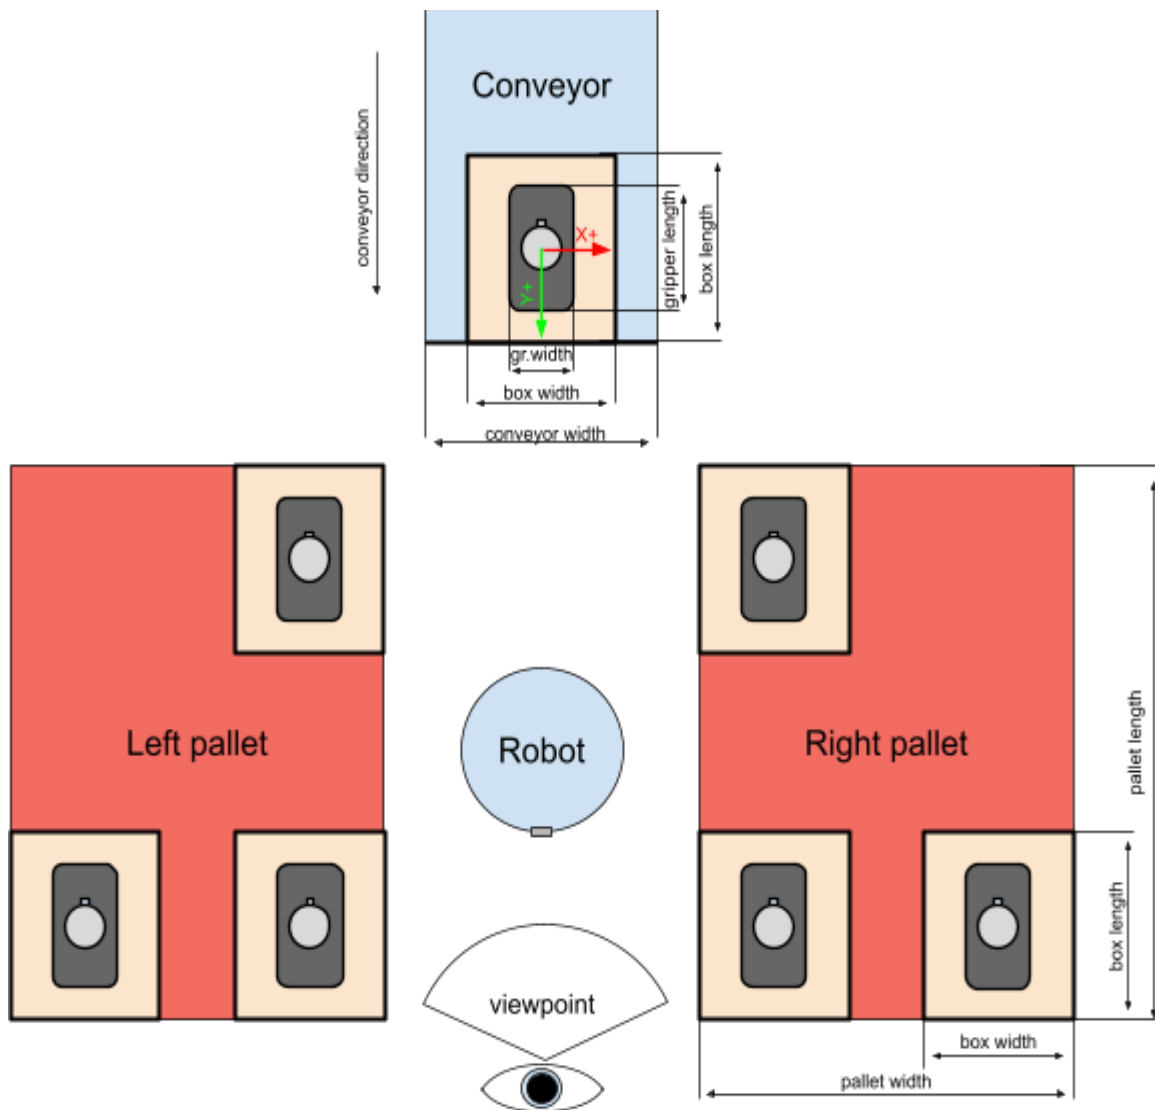 Conveyor
conveyor direction
X+
Y+
gripper length
box length
gr.width
box width
conveyor width
Left pallet
Robot
Right pallet
pallet length
viewpoint
box length
box width
pallet width